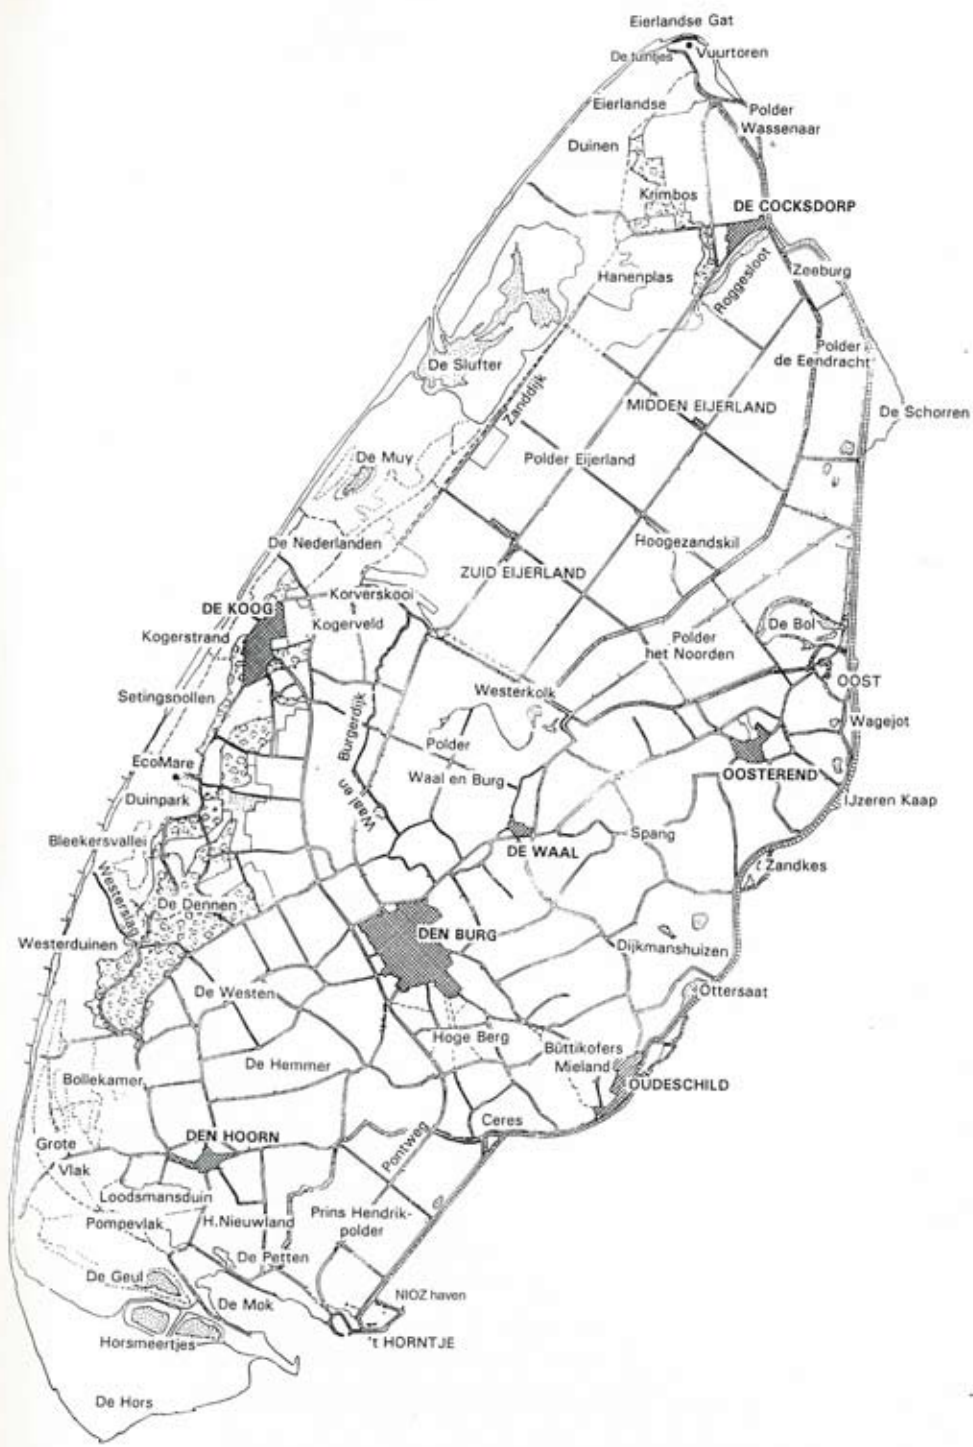 Eierlandse Gat
De tuintjes
Vuurtoren
Eierlandse
Duinen
Polder
Wassenaar
Krimbos
DE COCKSDORP
Hanenplas
Roggesloot
Zeeburg
De Slufter
Polder
de Eendracht
Zanddijk
MIDDEN EIJERLAND
De Schorren
De Muy
Polder Eijerland
De Nederlanden
Hoogezandskil
ZUID EIJERLAND
Korverskooi
DE KOOG
't
Kogerveld
Kogerstrand
De Bol
Polder
het Noorden
OOST
Setingsnollen
Westerkolk
Wagejot
Waal en Burgerdijk
Polder
Waal en Burg
EcoMare
OOSTEREND
Duinpark
IJzeren Kaap
Bleekersvallei
DE WAAL
Spang
't Zandkes
Westerslag
De Dennen
DEN BURG
Westerduinen
Dijkmanshuizen
De Westen
Ottersaat
Hoge Berg
Büttikofers
Mieland
De Hemmer
Bollekamer
OUDESCHILD
Ceres
DEN HOORN
Grote
Vlak
Pontweg
Loodsmansduin
Pompevlak
H.Nieuwland
Prins Hendrik-
polder
De Petten
De Geul
De Mok
NIOZ haven
Horsmeertjes
't HORNTJE
De Hors